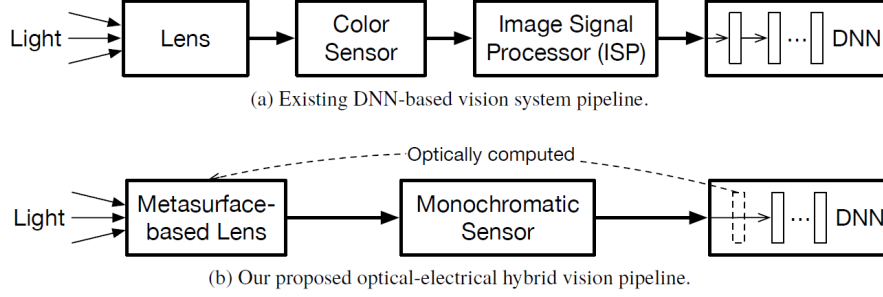 Light
Lens
Color
Sensor
Image Signal
Processor (ISP)
... DNN
(a) Existing DNN-based vision system pipeline.
Optically computed
Light
Metasurface-
based Lens
Monochromatic
Sensor
... DNN
(b) Our proposed optical-electrical hybrid vision pipeline.